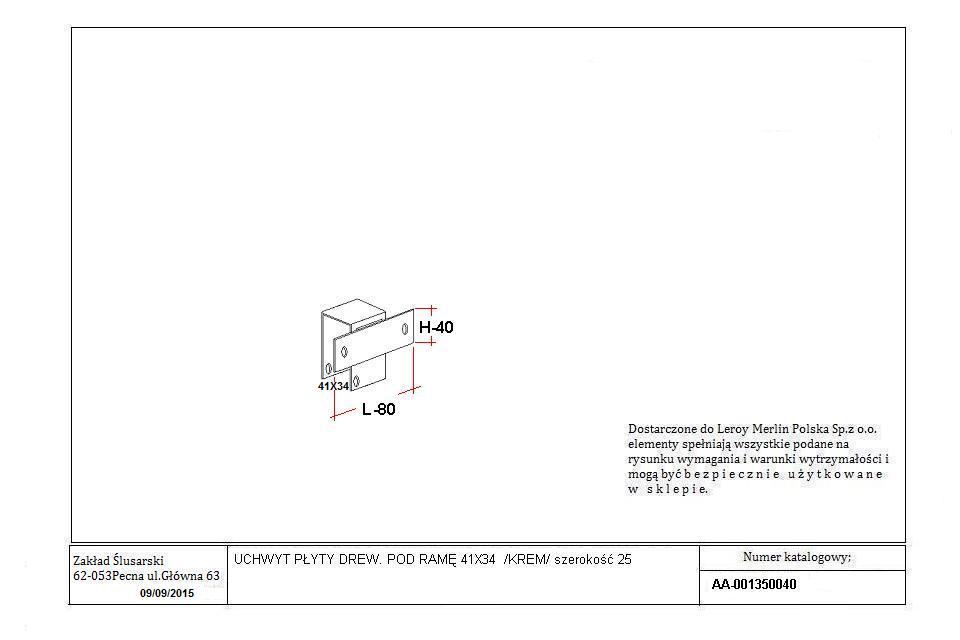 H-40
41X34
L-80
Dostarczone do Leroy Merlin Polska Sp.z o.o.
elementy spełniają wszystkie podane na
rysunku wymagania i warunki wytrzymałości i
mogą być b e z p i e c z n i e u ż y t k o w a n e
w s k l e p i e.
Zakład Ślusarski
62-053Pecna ul.Główna 63
09/09/2015
UCHWYT PŁYTY DREW. POD RAMĘ 41X34 /KREM/ szerokość 25
Numer katalogowy;
AA-001350040